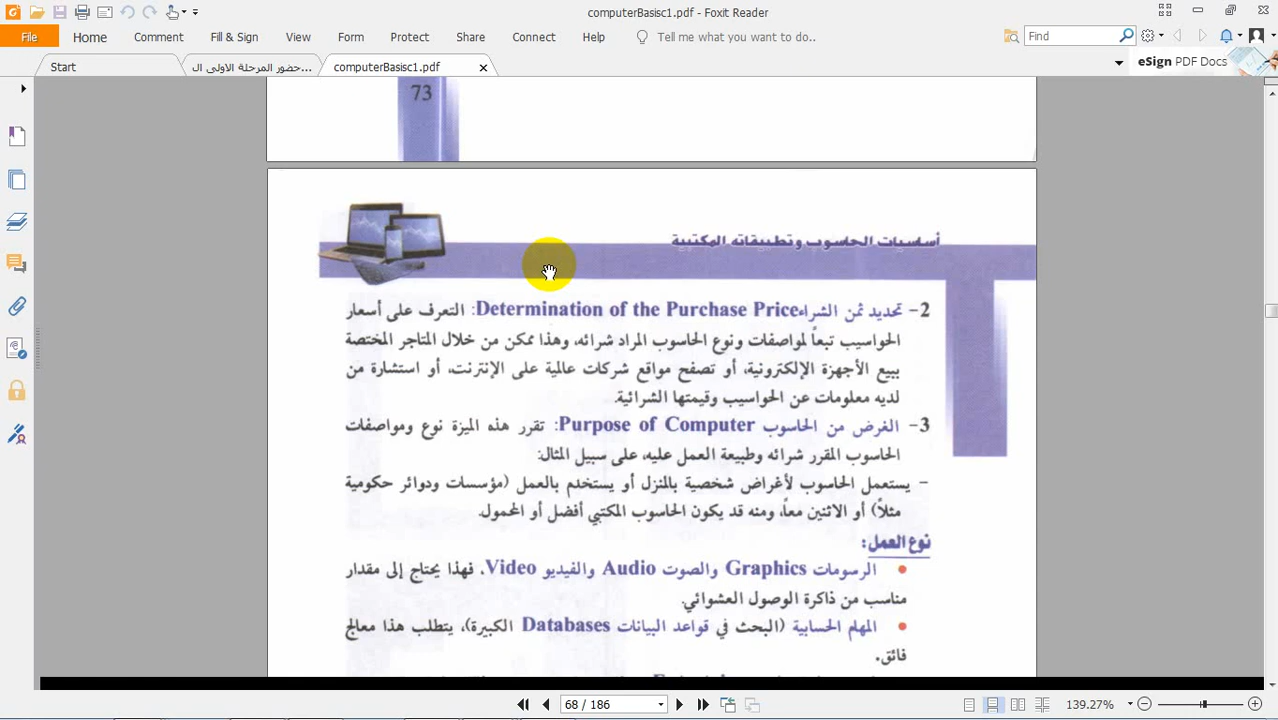 computerBasisc1.pdf - Foxit Reader
File Home Comment Fill & Sign View Form Protect Share Connect Help Tell me what you want to do.. Find
Start حضور المرحلة الاولى ال... computerBasisc1.pdf eSign PDF Docs
73
أساسيات الحاسوب وتطبيقاته المكتبية
2- تحديد ثمن الشراء Determination of the Purchase Price: التعرف على أسعار
الحواسيب تبعاً لمواصفات ونوع الحاسوب المراد شرائه، وهذا ممكن من خلال المتاجر المختصة
ببيع الأجهزة الإلكترونية، أو تصفح مواقع شركات عالمية على الإنترنت، أو استشارة من
لديه معلومات عن الحواسيب وقيمتها الشرائية.
3- الغرض من الحاسوب Purpose of Computer: تقرر هذه الميزة نوع ومواصفات
الحاسوب المقرر شرائه وطبيعة العمل عليه، على سبيل المثال:
- يستعمل الحاسوب لأغراض شخصية بالمنزل أو يستخدم بالعمل (مؤسسات ودوائر حكومية
مثلاً) أو الاثنين معاً، ومنه قد يكون الحاسوب المكتبي أفضل أو المحمول.
نوع العمل:
• الرسومات Graphics والصوت Audio والفيديو Video، فهذا يحتاج إلى مقدار
مناسب من ذاكرة الوصول العشوائي.
• المهام الحسابية (البحث في قواعد البيانات Databases الكبيرة)، يتطلب هذا معالج
فائق.
68 / 186 139.27%